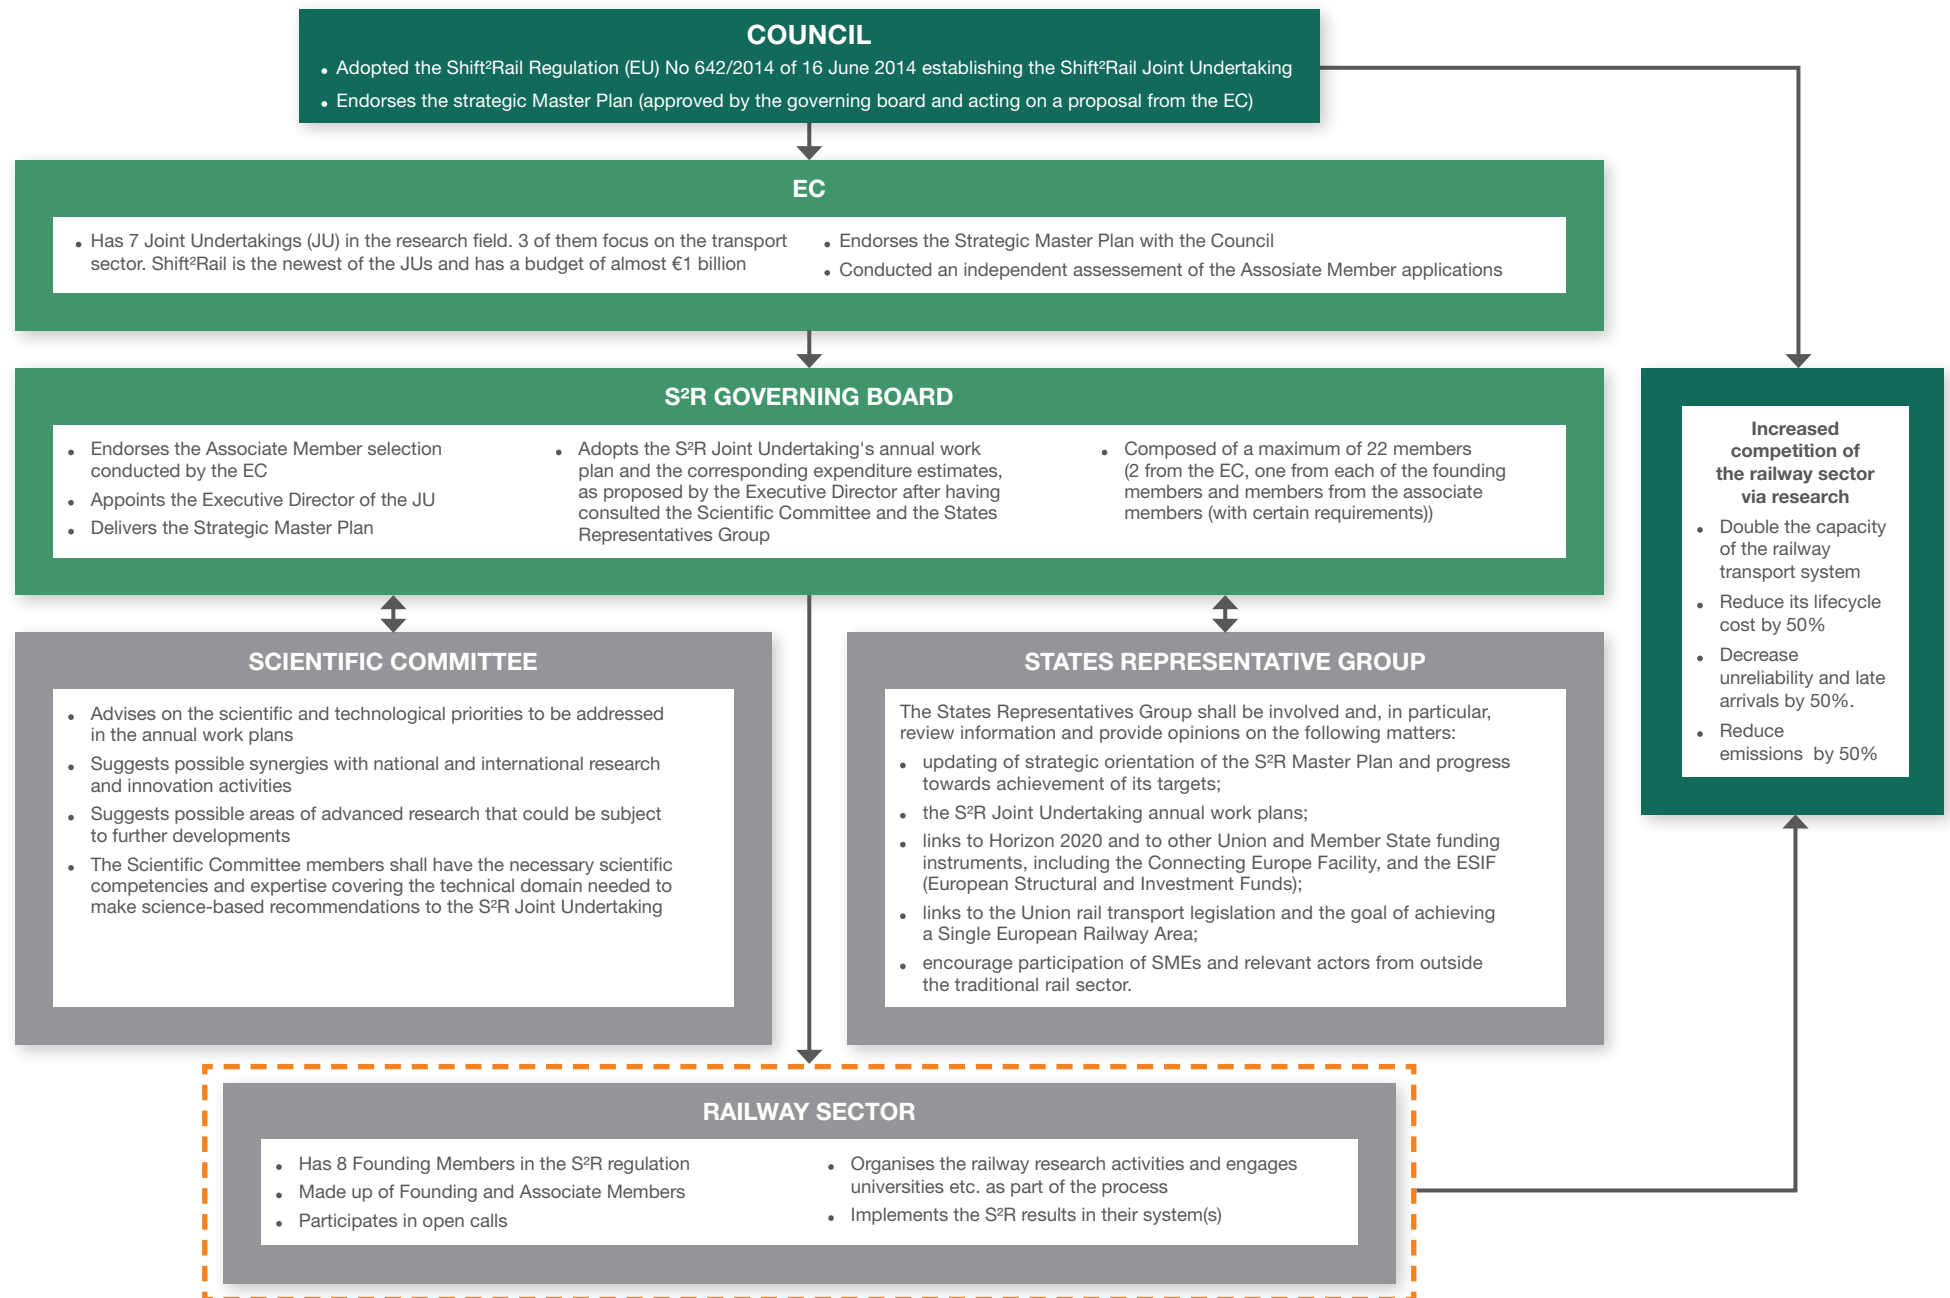 COUNCIL
• Adopted the Shift²Rail Regulation (EU) No 642/2014 of 16 June 2014 establishing the Shift²Rail Joint Undertaking
• Endorses the strategic Master Plan (approved by the governing board and acting on a proposal from the EC)
EC
• Has 7 Joint Undertakings (JU) in the research field. 3 of them focus on the transport
sector. Shift²Rail is the newest of the JUs and has a budget of almost €1 billion
• Endorses the Strategic Master Plan with the Council
• Conducted an independent assessement of the Assosiate Member applications
S²R GOVERNING BOARD
• Endorses the Associate Member selection
conducted by the EC
• Appoints the Executive Director of the JU
• Delivers the Strategic Master Plan
• Adopts the S²R Joint Undertaking's annual work
plan and the corresponding expenditure estimates,
as proposed by the Executive Director after having
consulted the Scientific Committee and the States
Representatives Group
• Composed of a maximum of 22 members
(2 from the EC, one from each of the founding
members and members from the associate
members (with certain requirements))
Increased
competition of
the railway sector
via research
• Double the capacity
of the railway
transport system
• Reduce its lifecycle
cost by 50%
• Decrease
unreliability and late
arrivals by 50%.
• Reduce
emissions by 50%
SCIENTIFIC COMMITTEE
• Advises on the scientific and technological priorities to be addressed
in the annual work plans
• Suggests possible synergies with national and international research
and innovation activities
• Suggests possible areas of advanced research that could be subject
to further developments
• The Scientific Committee members shall have the necessary scientific
competencies and expertise covering the technical domain needed to
make science-based recommendations to the S²R Joint Undertaking
STATES REPRESENTATIVE GROUP
The States Representatives Group shall be involved and, in particular,
review information and provide opinions on the following matters:
• updating of strategic orientation of the S²R Master Plan and progress
towards achievement of its targets;
• the S²R Joint Undertaking annual work plans;
• links to Horizon 2020 and to other Union and Member State funding
instruments, including the Connecting Europe Facility, and the ESIF
(European Structural and Investment Funds);
• links to the Union rail transport legislation and the goal of achieving
a Single European Railway Area;
• encourage participation of SMEs and relevant actors from outside
the traditional rail sector.
RAILWAY SECTOR
• Has 8 Founding Members in the S²R regulation
• Made up of Founding and Associate Members
• Participates in open calls
• Organises the railway research activities and engages
universities etc. as part of the process
• Implements the S²R results in their system(s)